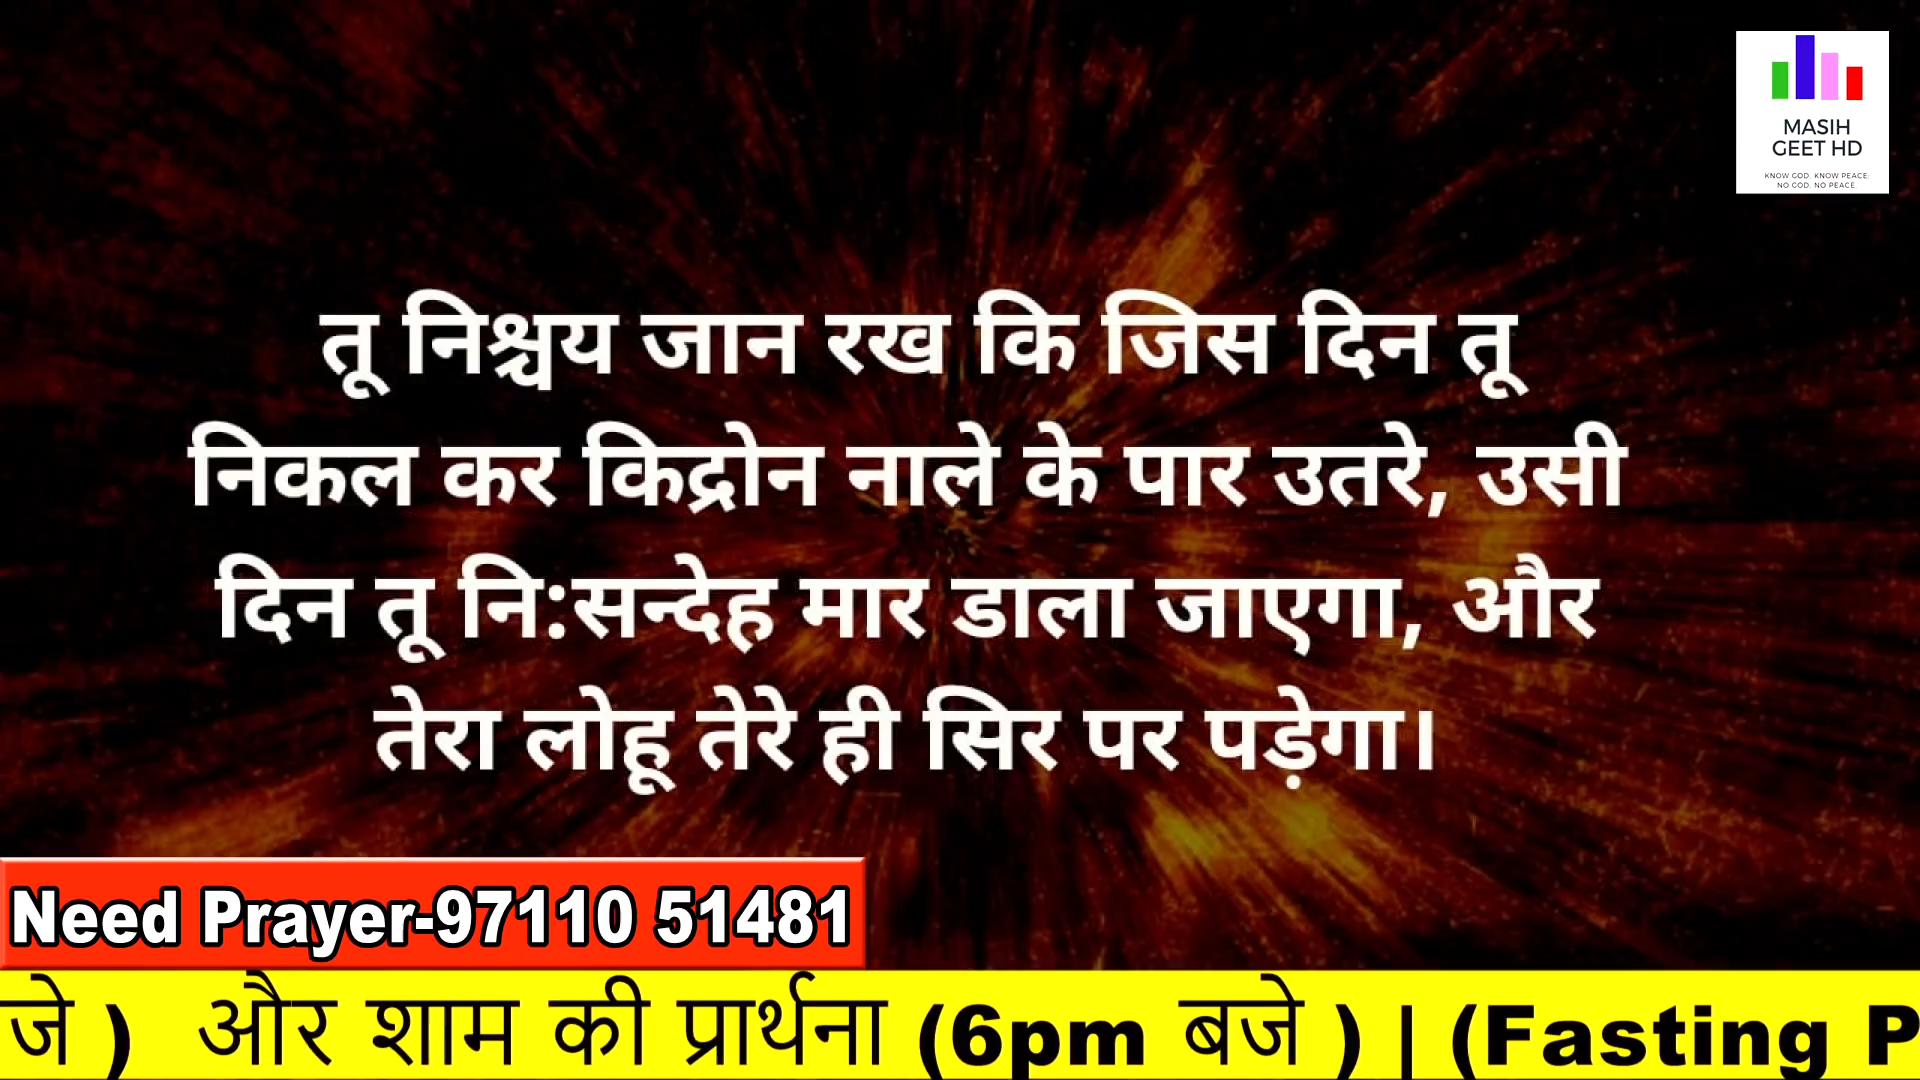 MASIH
GEET HD
KNOW GOD. KNOW PEACE.
NO GOD. NO PEACE.
तू निश्चय जान रख कि जिस दिन तू
निकल कर किद्रोन नाले के पार उतरे, उसी
दिन तू नि:सन्देह मार डाला जाएगा, और
तेरा लोहू तेरे ही सिर पर पड़ेगा।
Need Prayer-97110 51481
जे ) और शाम की प्रार्थना (6pm बजे ) | (Fasting P